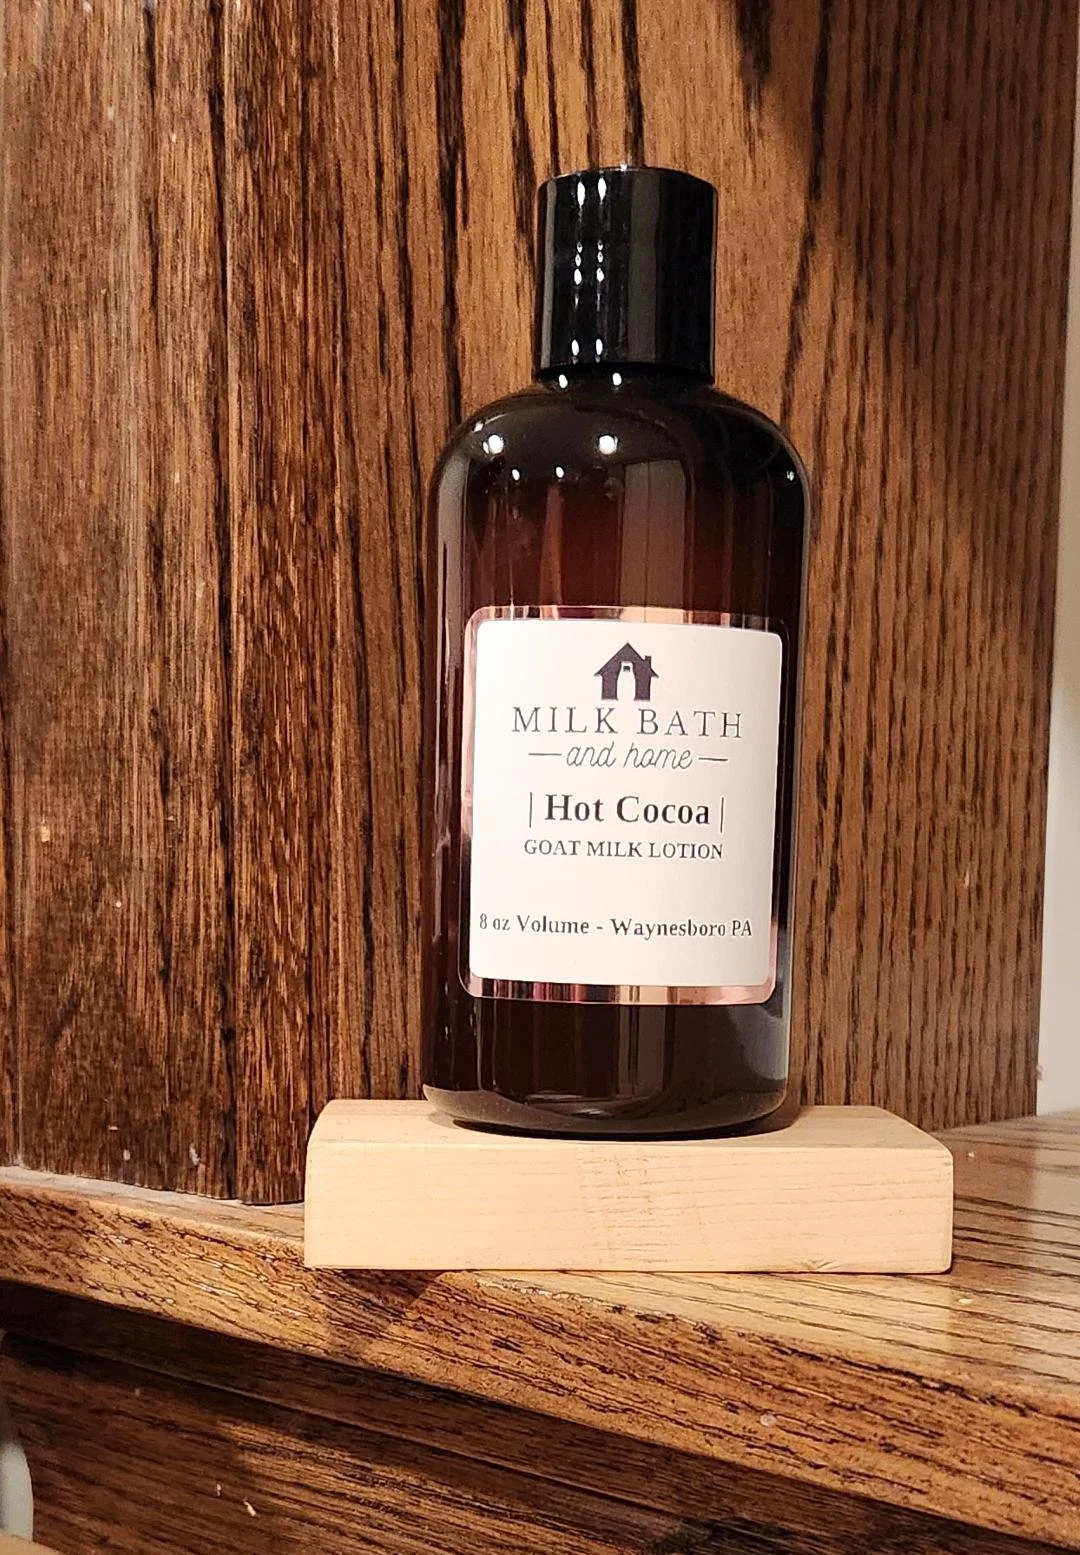 MILK BATH
—and home—
| Hot Cocoa |
GOAT MILK LOTION
8 oz Volume - Waynesboro PA